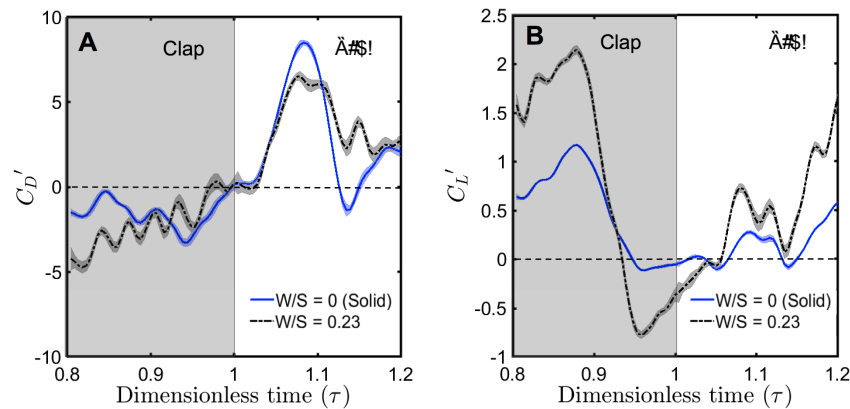 A
Clap
Ä#$!
10
5
0
-5
-10
C_D'
W/S = 0 (Solid)
W/S = 0.23
0.8
0.9
1
1.1
1.2
Dimensionless time (τ)
B
Clap
Ä#$!
2.5
2
1.5
1
0.5
0
-0.5
-1
C_L'
W/S = 0 (Solid)
W/S = 0.23
0.8
0.9
1
1.1
1.2
Dimensionless time (τ)